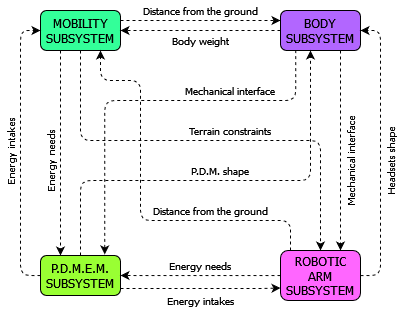 Distance from the ground
MOBILITY
SUBSYSTEM
BODY
SUBSYSTEM
Body weight
Mechanical interface
Energy intakes
Energy needs
Terrain constraints
Mechanical interface
Headsets shape
P.D.M. shape
Distance from the ground
P.D.M.E.M.
SUBSYSTEM
Energy needs
ROBOTIC
ARM
SUBSYSTEM
Energy intakes